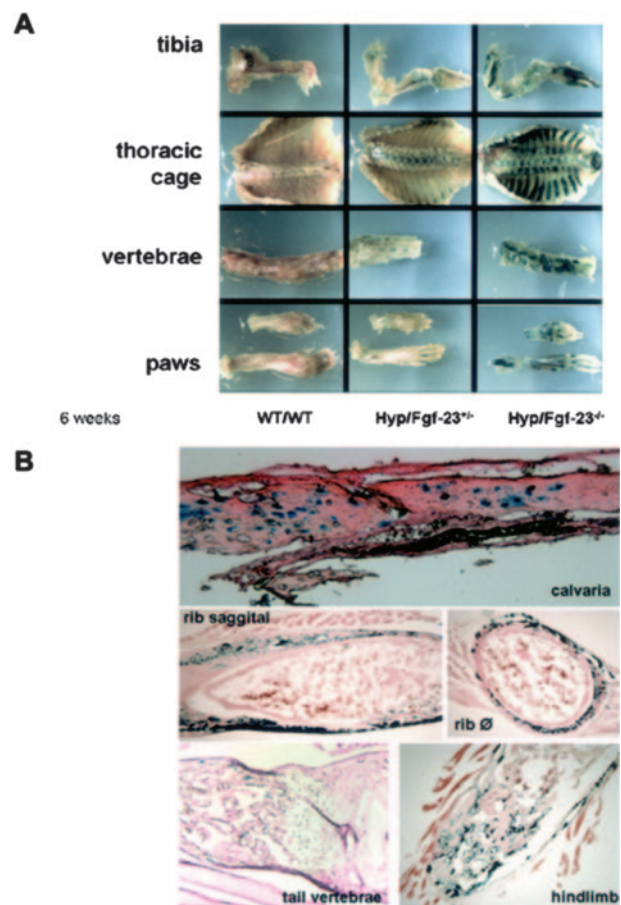 A
tibia
thoracic
cage
vertebrae
paws
6 weeks WT/WT Hyp/Fgf-23+/- Hyp/Fgf-23-/-
B
calvaria
rib saggital
rib Ø
tail vertebrae
hindlimb